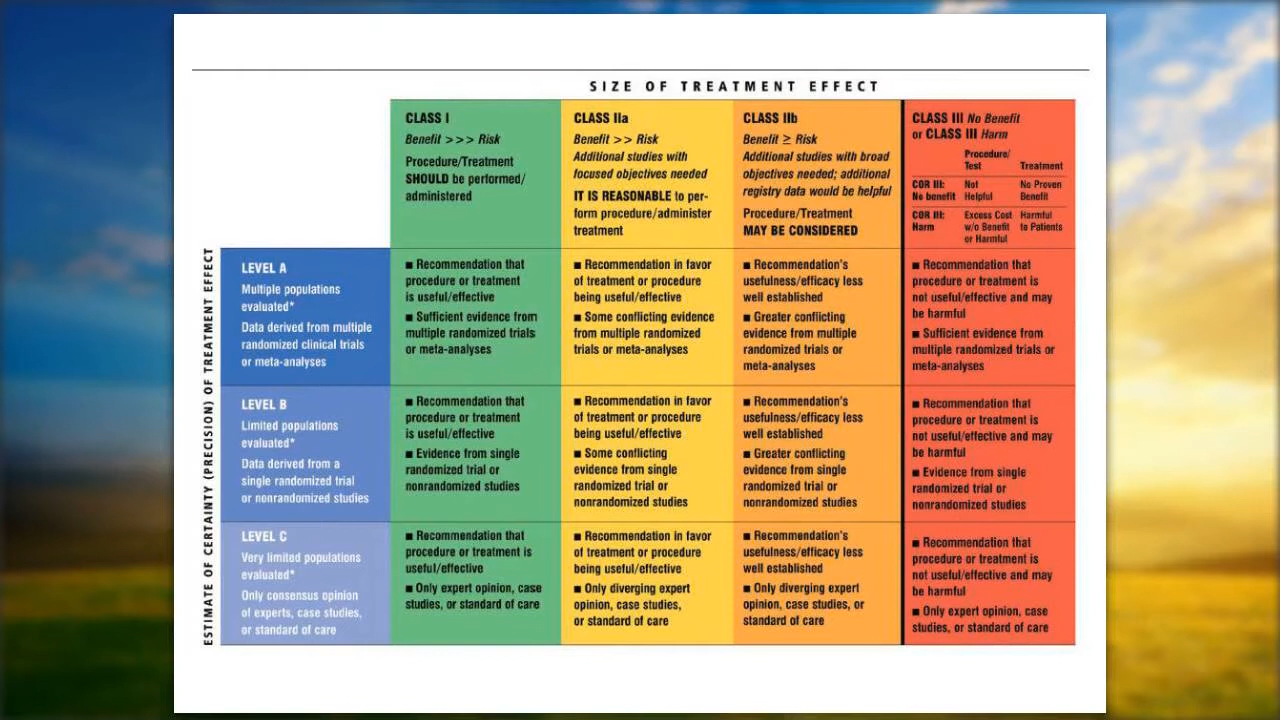 SIZE OF TREATMENT EFFECT
CLASS I
Benefit >>> Risk
Procedure/Treatment
SHOULD be performed/
administered
CLASS IIa
Benefit >> Risk
Additional studies with
focused objectives needed
IT IS REASONABLE to per-
form procedure/administer
treatment
CLASS IIb
Benefit ≥ Risk
Additional studies with broad
objectives needed; additional
registry data would be helpful
Procedure/Treatment
MAY BE CONSIDERED
CLASS III No Benefit
or CLASS III Harm
Procedure/
Test
Treatment
COR III:
No benefit
Not
Helpful
No Proven
Benefit
COR III:
Harm
Excess Cost
w/o Benefit
or Harmful
Harmful
to Patients
ESTIMATE OF CERTAINTY (PRECISION) OF TREATMENT EFFECT
LEVEL A
Multiple populations
evaluated*
Data derived from multiple
randomized clinical trials
or meta-analyses
■ Recommendation that
procedure or treatment
is useful/effective
■ Sufficient evidence from
multiple randomized trials
or meta-analyses
■ Recommendation in favor
of treatment or procedure
being useful/effective
■ Some conflicting evidence
from multiple randomized
trials or meta-analyses
■ Recommendation's
usefulness/efficacy less
well established
■ Greater conflicting
evidence from multiple
randomized trials or
meta-analyses
■ Recommendation that
procedure or treatment is
not useful/effective and may
be harmful
■ Sufficient evidence from
multiple randomized trials or
meta-analyses
LEVEL B
Limited populations
evaluated*
Data derived from a
single randomized trial
or nonrandomized studies
■ Recommendation that
procedure or treatment
is useful/effective
■ Evidence from single
randomized trial or
nonrandomized studies
■ Recommendation in favor
of treatment or procedure
being useful/effective
■ Some conflicting
evidence from single
randomized trial or
nonrandomized studies
■ Recommendation's
usefulness/efficacy less
well established
■ Greater conflicting
evidence from single
randomized trial or
nonrandomized studies
■ Recommendation that
procedure or treatment is
not useful/effective and may
be harmful
■ Evidence from single
randomized trial or
nonrandomized studies
LEVEL C
Very limited populations
evaluated*
Only consensus opinion
of experts, case studies,
or standard of care
■ Recommendation that
procedure or treatment is
useful/effective
■ Only expert opinion, case
studies, or standard of care
■ Recommendation in favor
of treatment or procedure
being useful/effective
■ Only diverging expert
opinion, case studies,
or standard of care
■ Recommendation's
usefulness/efficacy less
well established
■ Only diverging expert
opinion, case studies, or
standard of care
■ Recommendation that
procedure or treatment is
not useful/effective and may
be harmful
■ Only expert opinion, case
studies, or standard of care